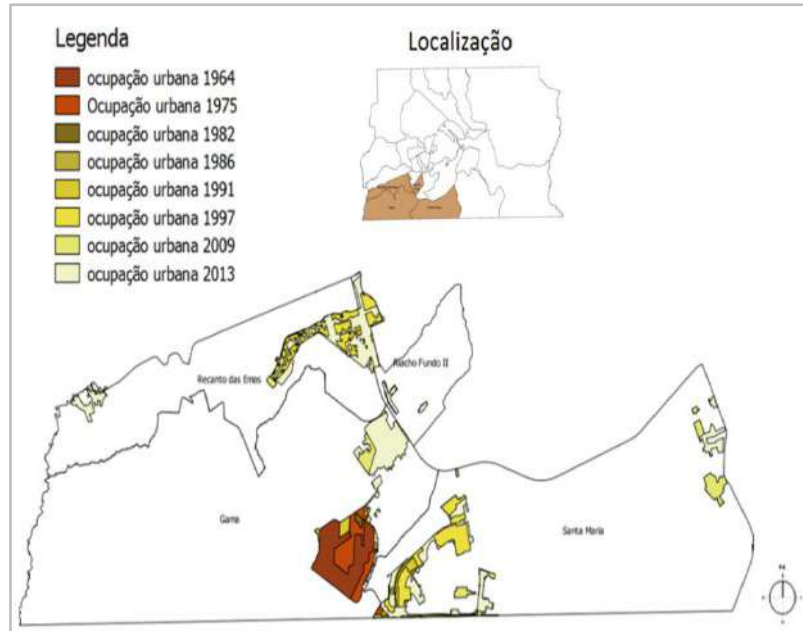 Legenda
Localização
ocupação urbana 1964
Ocupação urbana 1975
ocupação urbana 1982
ocupação urbana 1986
ocupação urbana 1991
ocupação urbana 1997
ocupação urbana 2009
ocupação urbana 2013
Riacho Fundo II
Recanto das Emas
Gama
Santa Maria
N